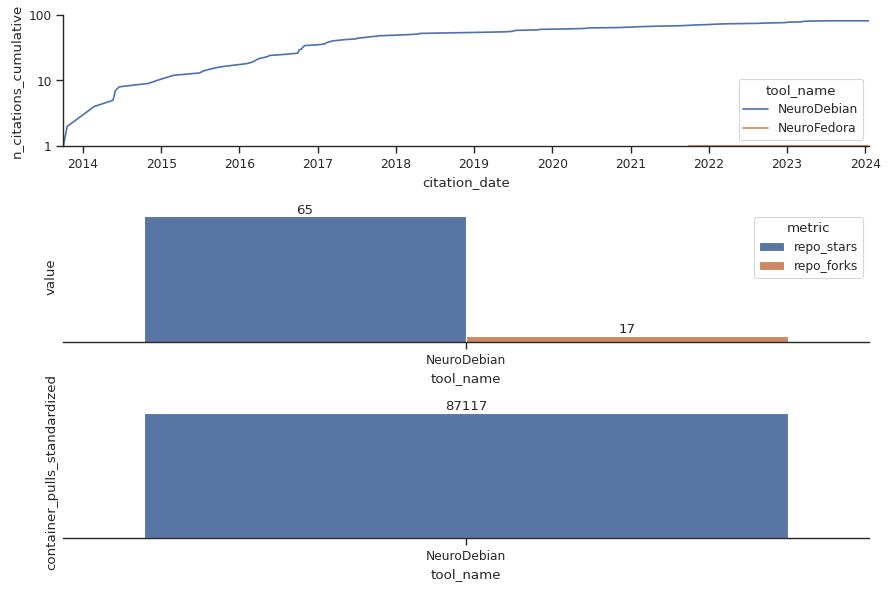 n_citations_cumulative
100
10
1
tool_name
NeuroDebian
NeuroFedora
2014 2015 2016 2017 2018 2019 2020 2021 2022 2023 2024
citation_date
value
65
17
metric
repo_stars
repo_forks
NeuroDebian
tool_name
container_pulls_standardized
87117
NeuroDebian
tool_name